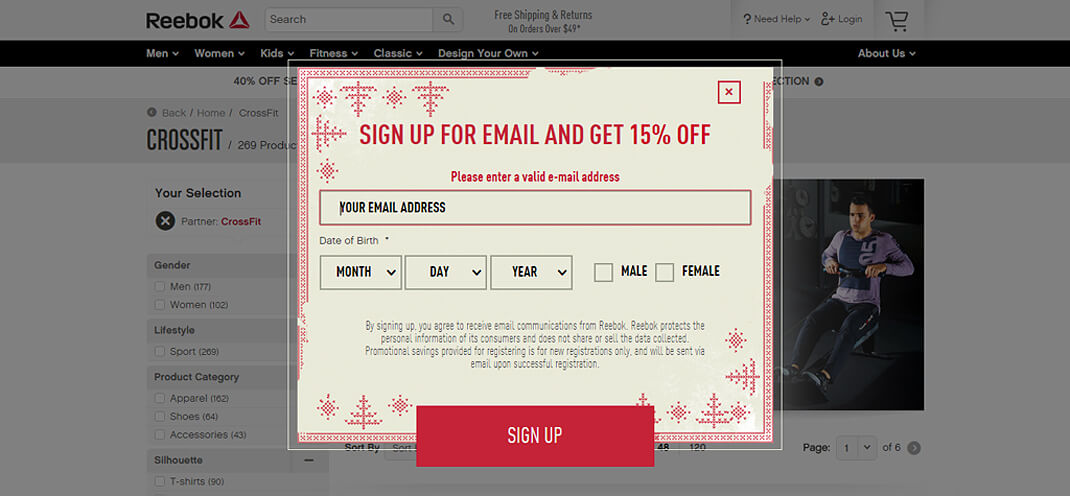 Reebok
Search
Free Shipping & Returns
On Orders Over $49*
? Need Help
Login
Men
Women
Kids
Fitness
Classic
Design Your Own
About Us
40% OFF SE
CTION
Back / Home / CrossFit
CROSSFIT / 269 Produc
SIGN UP FOR EMAIL AND GET 15% OFF
Please enter a valid e-mail address
YOUR EMAIL ADDRESS
Date of Birth *
MONTH
DAY
YEAR
MALE
FEMALE
By signing up, you agree to receive email communications from Reebok. Reebok protects the
personal information of its consumers and does not share or sell the data collected.
Promotional savings provided for registering is for new registrations only, and will be sent via
email upon successful registration.
SIGN UP
Your Selection
Partner: CrossFit
Gender
Men (177)
Women (102)
Lifestyle
Sport (269)
Product Category
Apparel (162)
Shoes (64)
Accessories (43)
Silhouette
T-shirts (90)
Sort By
48 | 120
Page: 1 of 6